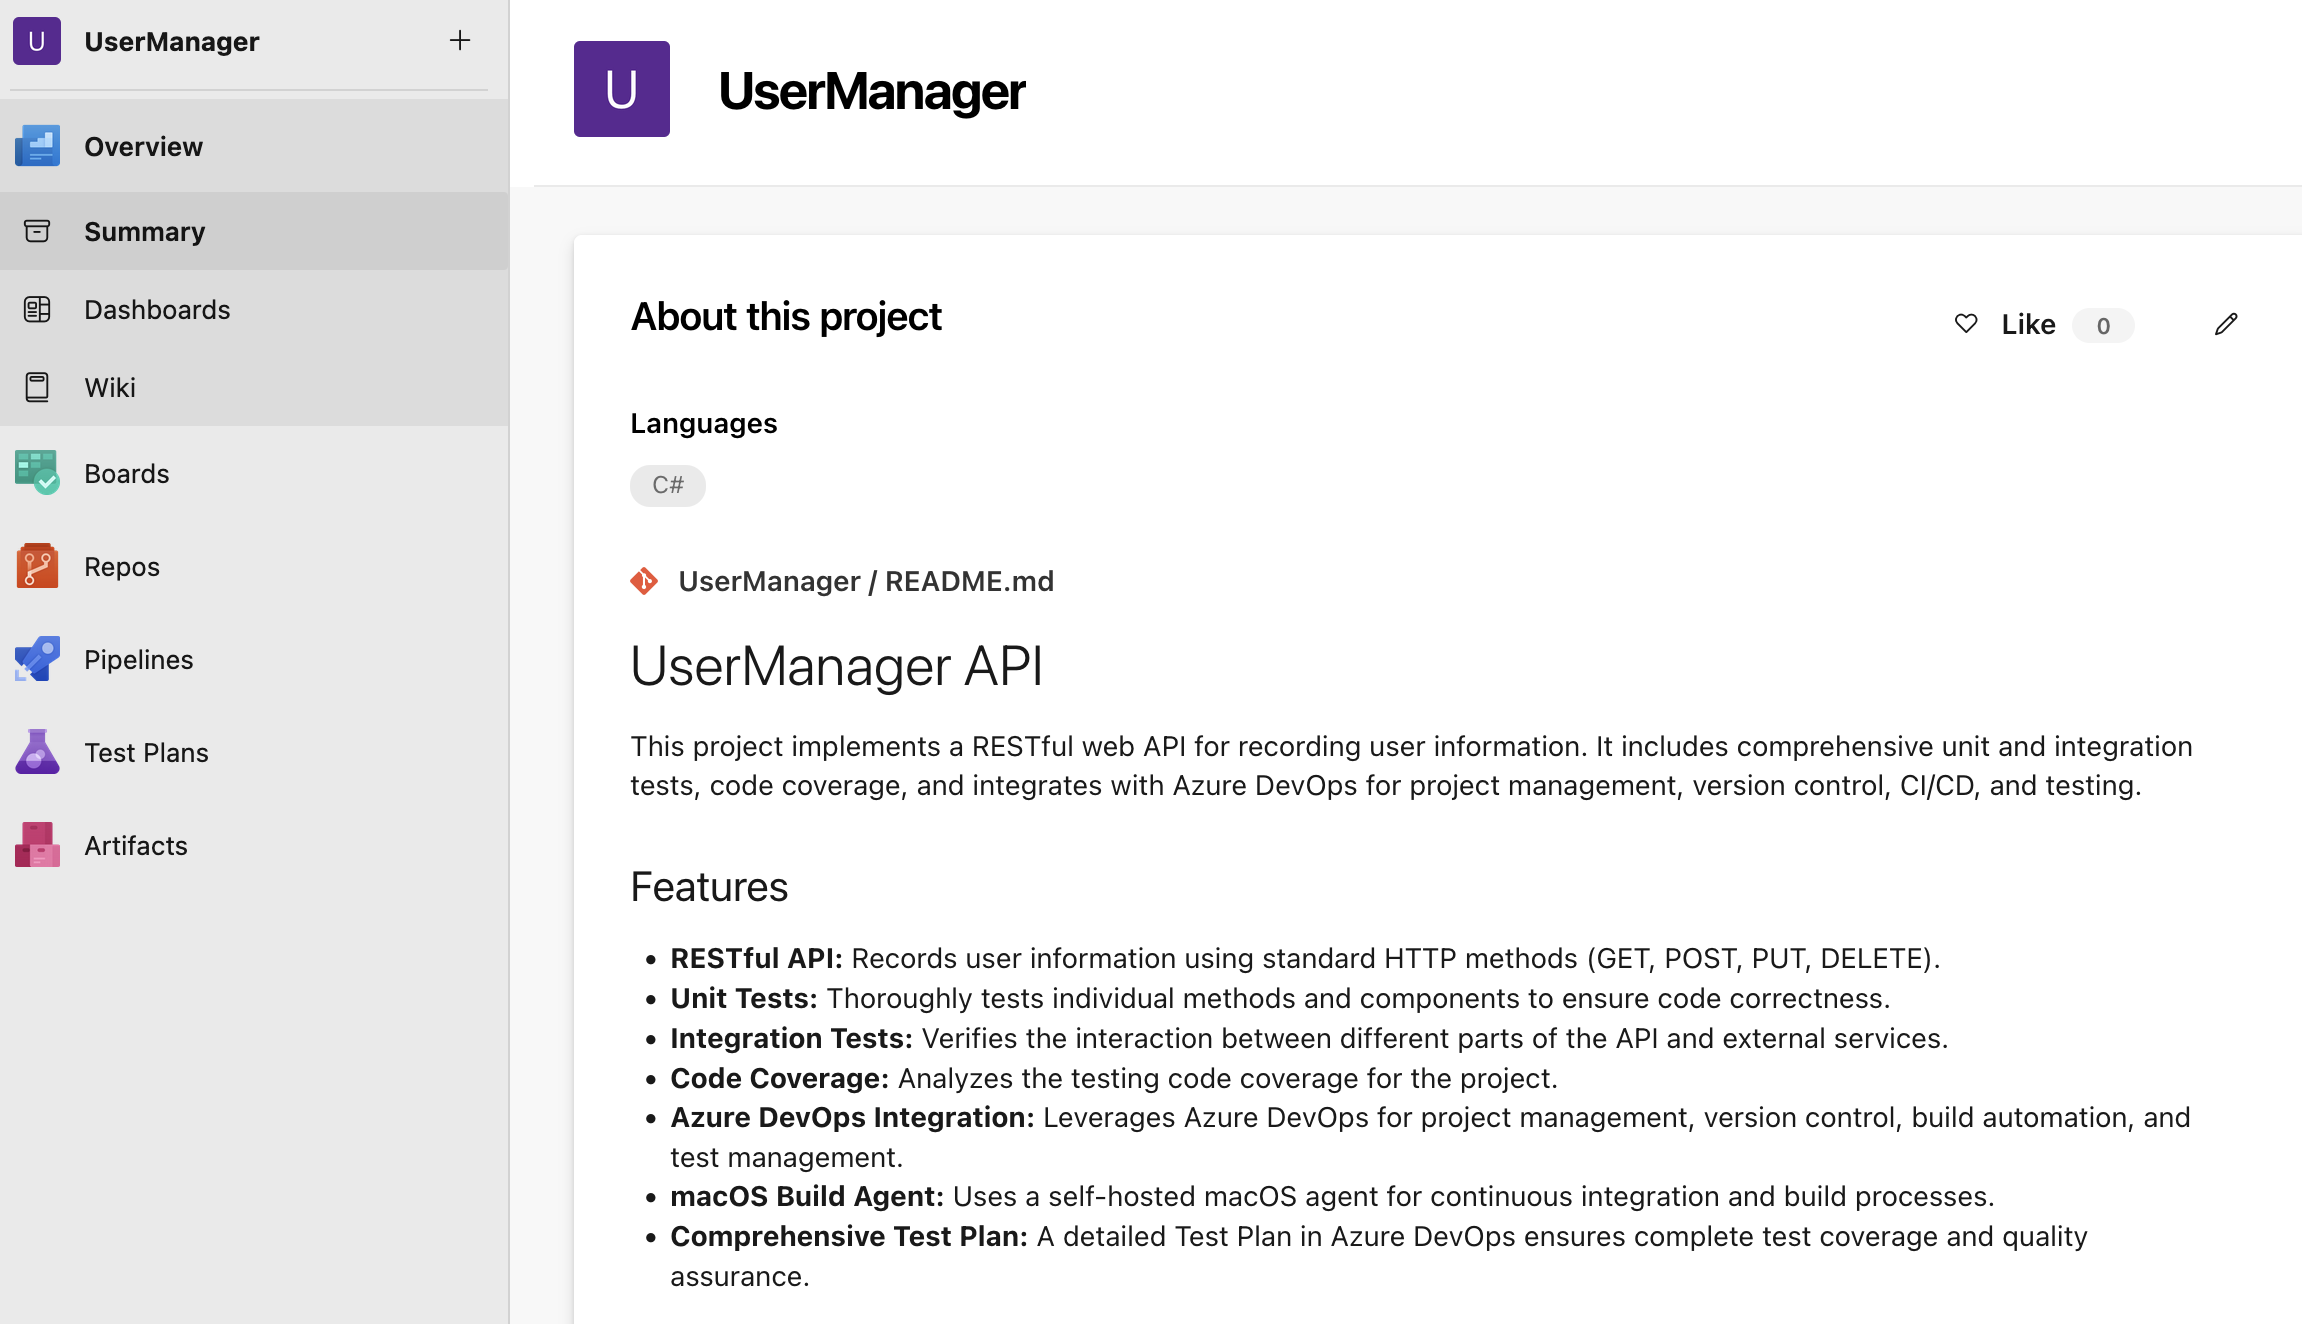 U UserManager +
Overview
Summary
Dashboards
Wiki
Boards
Repos
Pipelines
Test Plans
Artifacts
U UserManager
About this project
Like 0
Languages
C#
UserManager / README.md
UserManager API
This project implements a RESTful web API for recording user information. It includes comprehensive unit and integration
tests, code coverage, and integrates with Azure DevOps for project management, version control, CI/CD, and testing.
Features
• RESTful API: Records user information using standard HTTP methods (GET, POST, PUT, DELETE).
• Unit Tests: Thoroughly tests individual methods and components to ensure code correctness.
• Integration Tests: Verifies the interaction between different parts of the API and external services.
• Code Coverage: Analyzes the testing code coverage for the project.
• Azure DevOps Integration: Leverages Azure DevOps for project management, version control, build automation, and
test management.
• macOS Build Agent: Uses a self-hosted macOS agent for continuous integration and build processes.
• Comprehensive Test Plan: A detailed Test Plan in Azure DevOps ensures complete test coverage and quality
assurance.